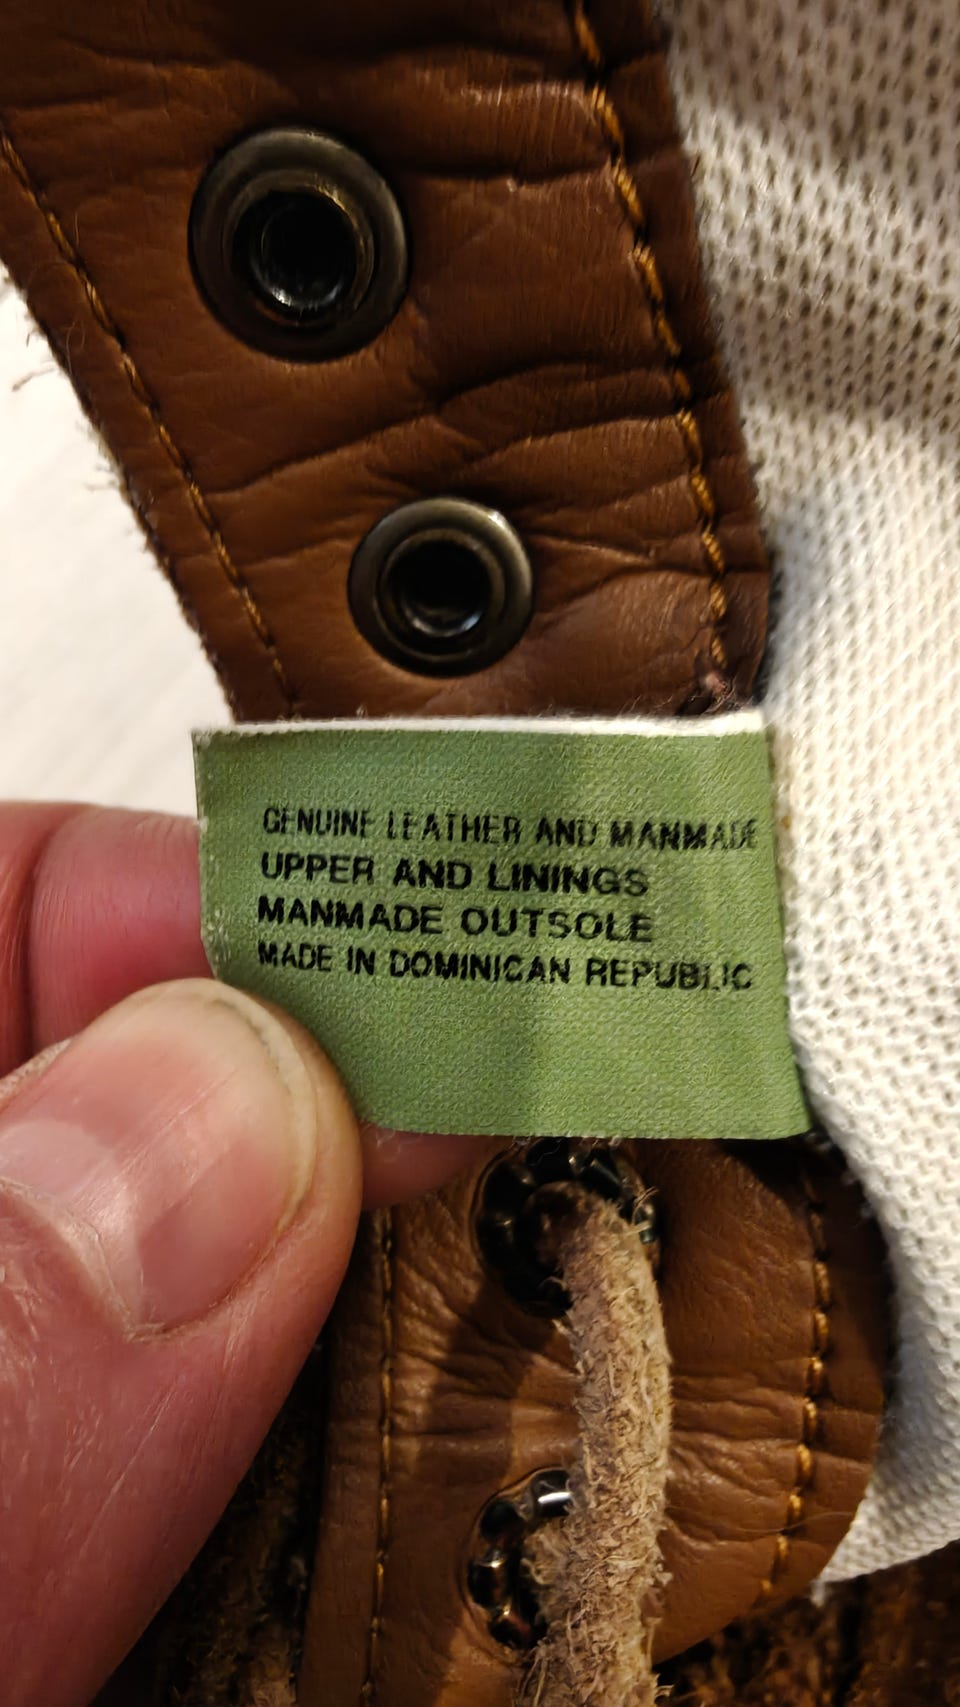 GENUINE LEATHER AND MANMADE
UPPER AND LININGS
MANMADE OUTSOLE
MADE IN DOMINICAN REPUBLIC